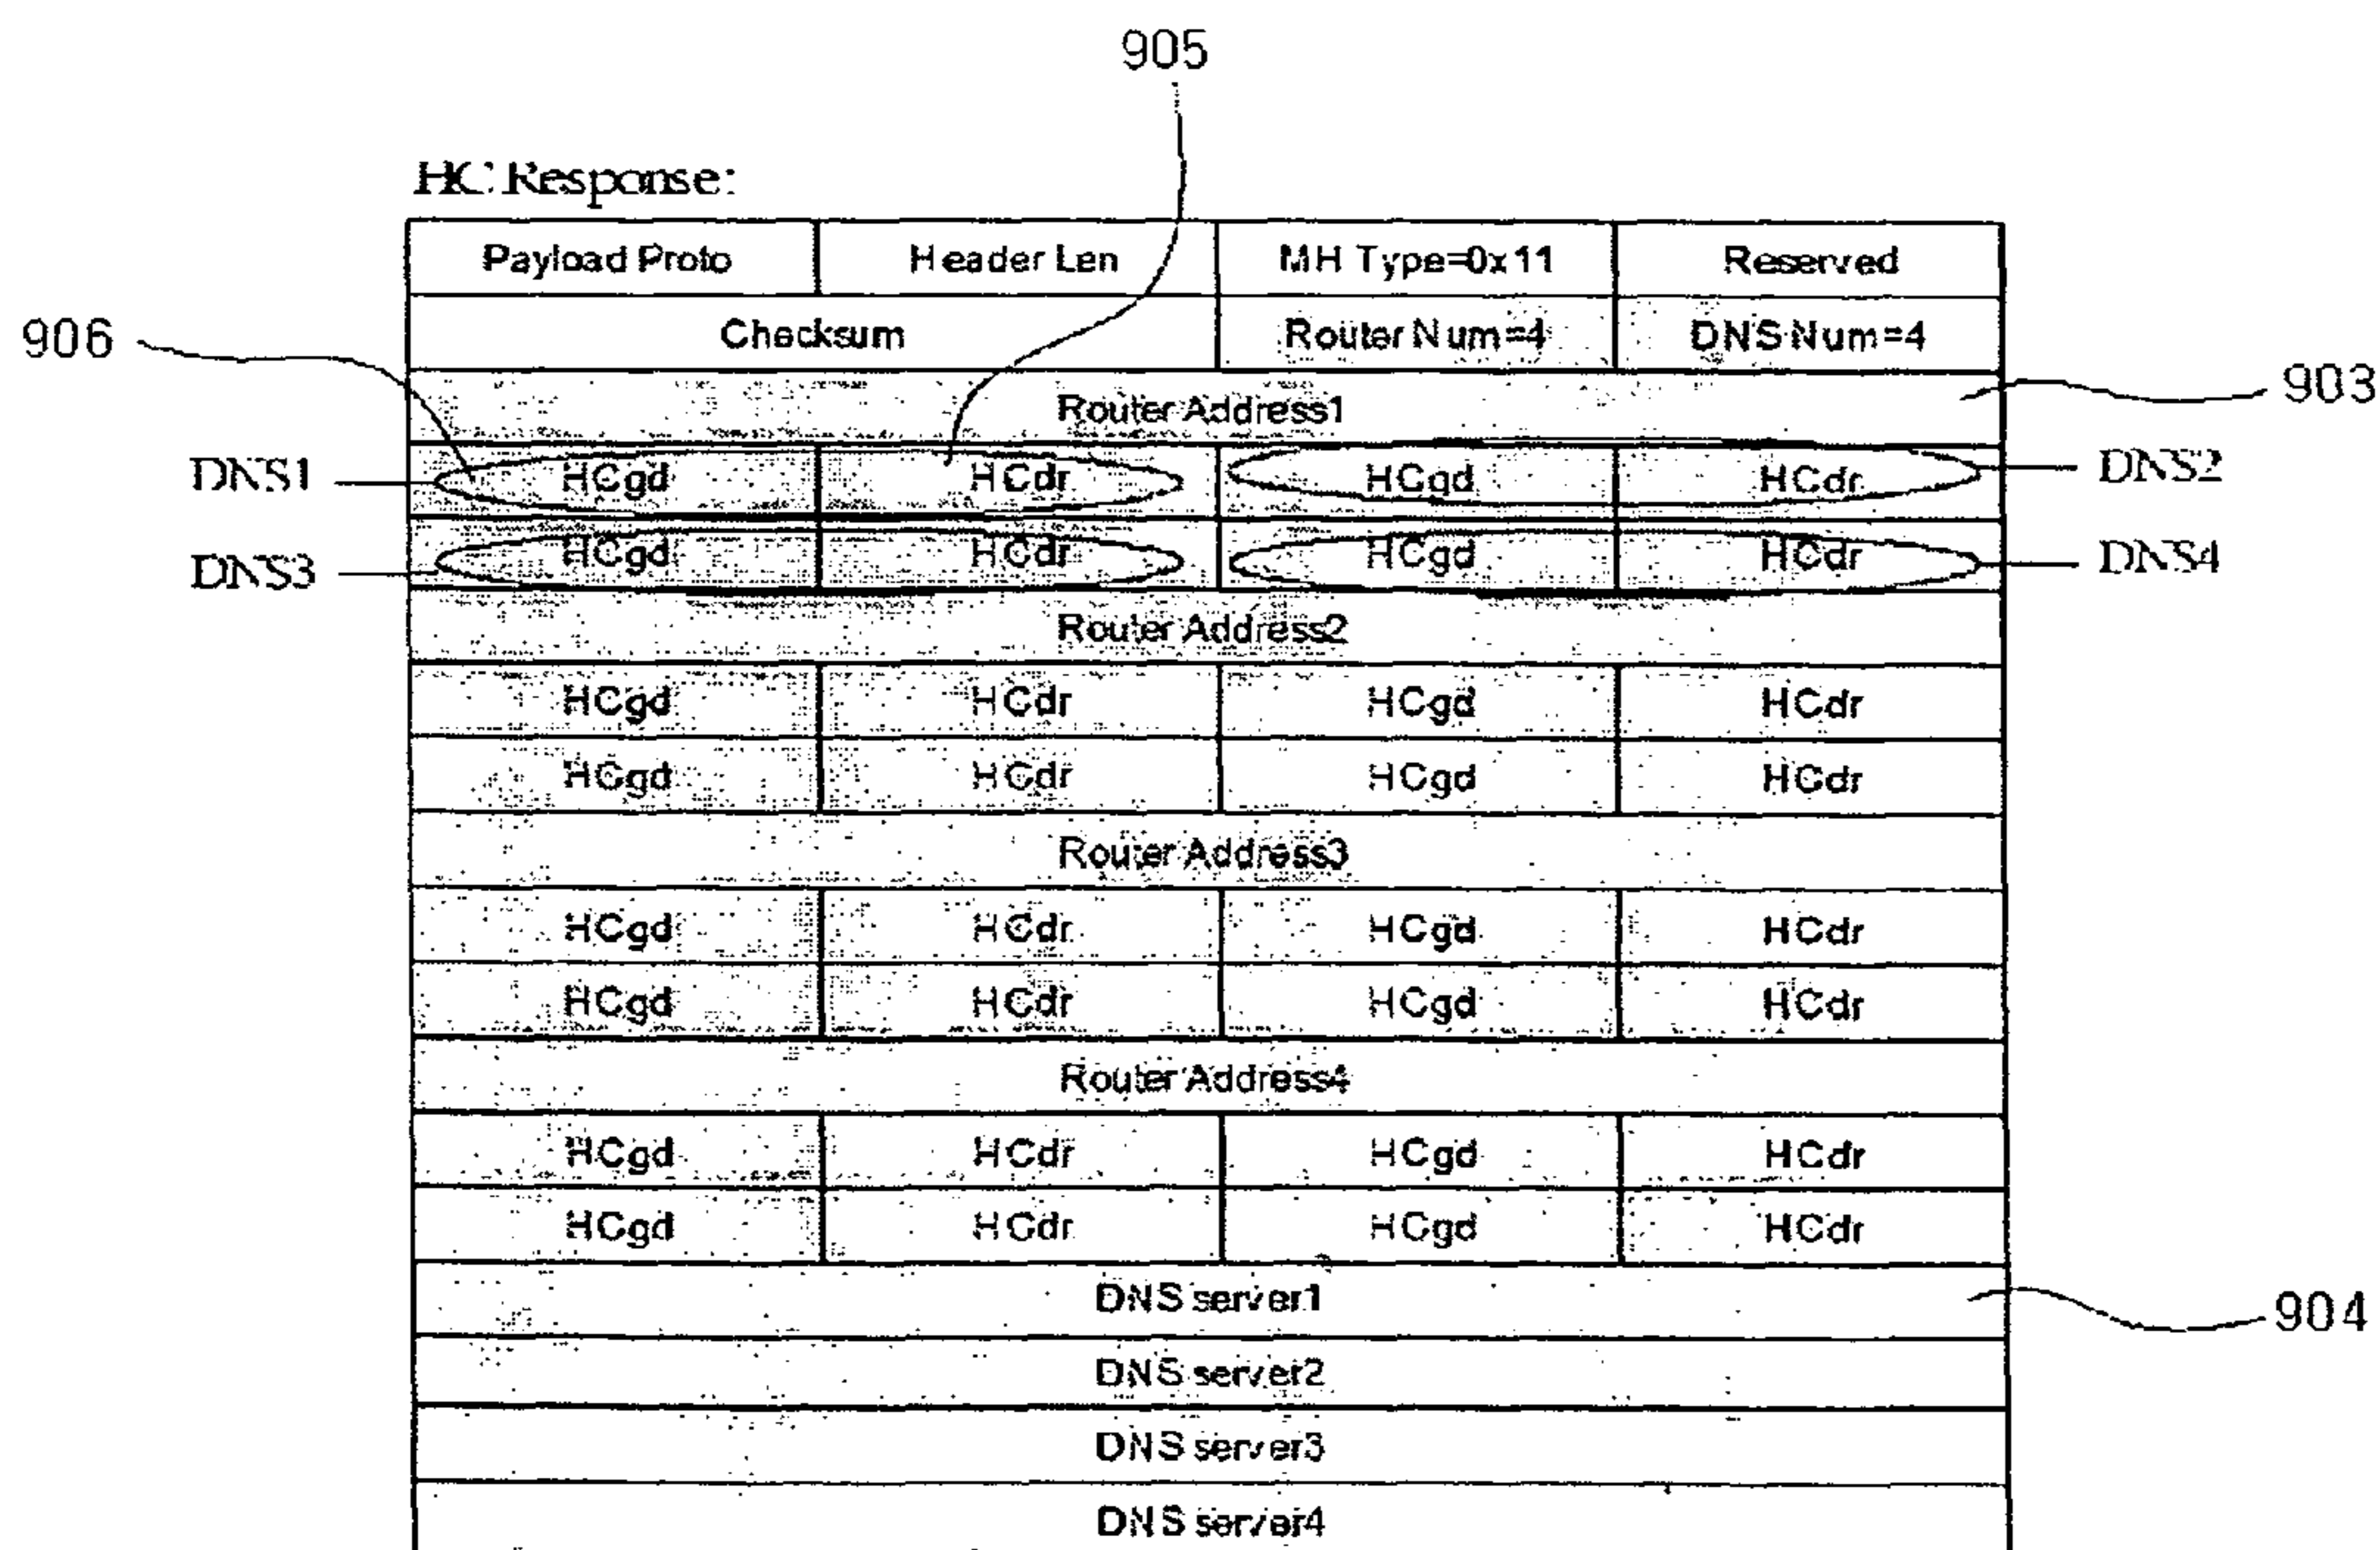 905
HC Response:
Payload Proto Header Len MH Type=0x11 Reserved
906 Checksum Router Num=4 DNS Num=4
Router Address1 903
DNS1 HCgd HCdr HCgd HCdr DNS2
DNS3 HCgd HCdr HCgd HCdr DNS4
Router Address2
HCgd HCdr HCgd HCdr
HCgd HCdr HCgd HCdr
Router Address3
HCgd HCdr HCgd HCdr
HCgd HCdr HCgd HCdr
Router Address4
HCgd HCdr HCgd HCdr
HCgd HCdr HCgd HCdr
DNS server1 904
DNS server2
DNS server3
DNS server4